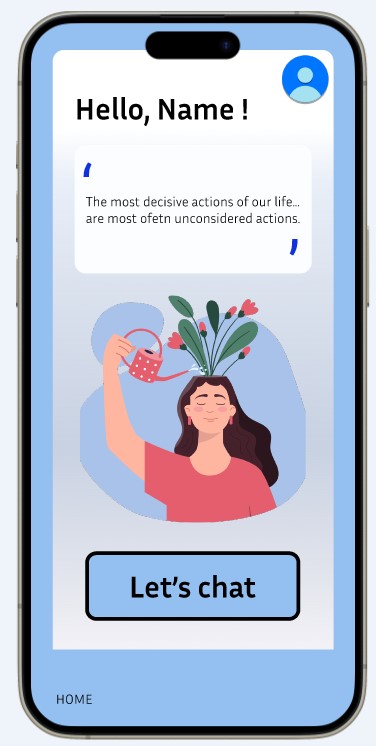 Hello, Name !
‘
The most decisive actions of our life...
are most ofetn unconsidered actions.
’
Let’s chat
HOME